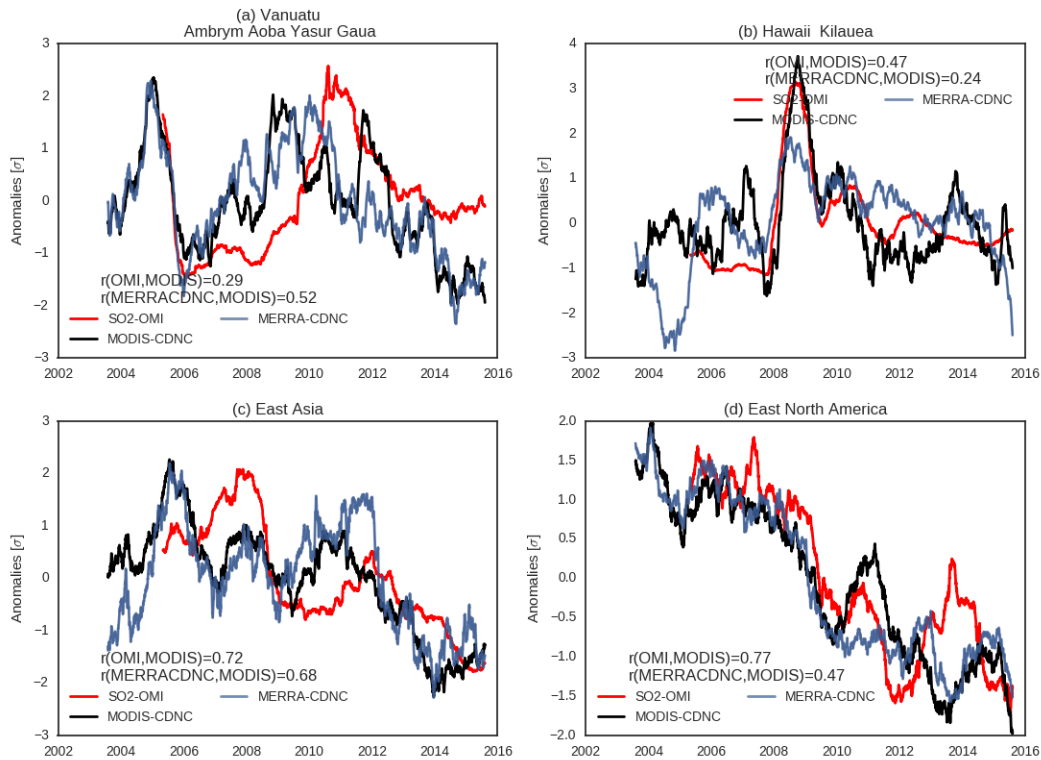 (a) Vanuatu
Ambrym Aoba Yasur Gaua
3
2
1
0
−1
−2
−3
Anomalies [σ]
r(OMI,MODIS)=0.29
r(MERRACDNC,MODIS)=0.52
SO2-OMI MERRA-CDNC
MODIS-CDNC
2002 2004 2006 2008 2010 2012 2014 2016
(b) Hawaii Kilauea
4
3
2
1
0
−1
−2
−3
Anomalies [σ]
r(OMI,MODIS)=0.47
r(MERRACDNC,MODIS)=0.24
SO2-OMI MERRA-CDNC
MODIS-CDNC
2002 2004 2006 2008 2010 2012 2014 2016
(c) East Asia
3
2
1
0
−1
−2
−3
Anomalies [σ]
r(OMI,MODIS)=0.72
r(MERRACDNC,MODIS)=0.68
SO2-OMI MERRA-CDNC
MODIS-CDNC
2002 2004 2006 2008 2010 2012 2014 2016
(d) East North America
2.0
1.5
1.0
0.5
0.0
−0.5
−1.0
−1.5
−2.0
Anomalies [σ]
r(OMI,MODIS)=0.77
r(MERRACDNC,MODIS)=0.47
SO2-OMI MERRA-CDNC
MODIS-CDNC
2002 2004 2006 2008 2010 2012 2014 2016